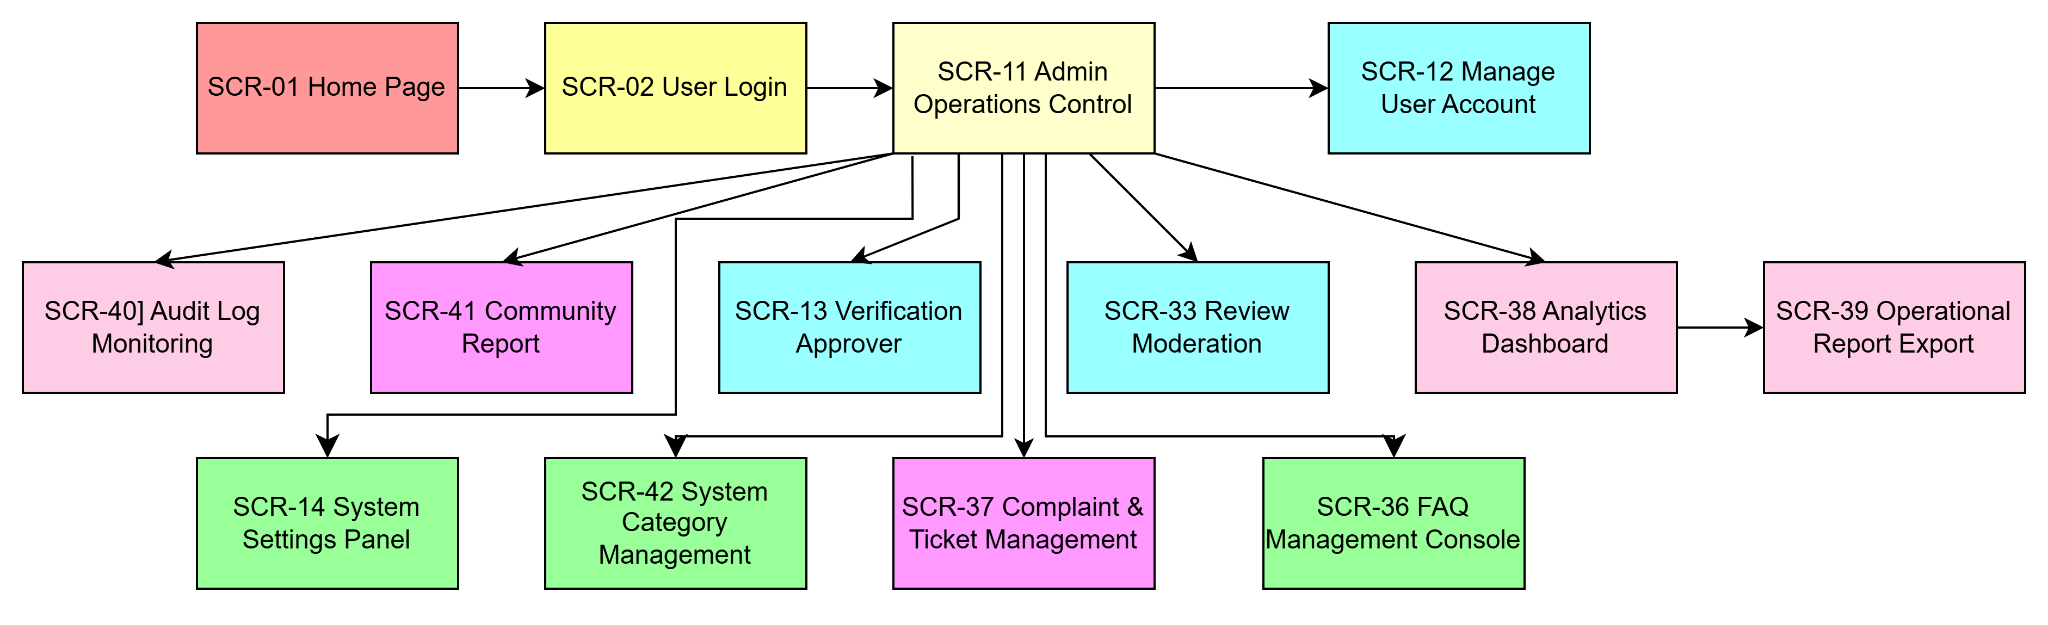 SCR-01 Home Page
SCR-02 User Login
SCR-11 Admin
Operations Control
SCR-12 Manage
User Account
SCR-40] Audit Log
Monitoring
SCR-41 Community
Report
SCR-13 Verification
Approver
SCR-33 Review
Moderation
SCR-38 Analytics
Dashboard
SCR-39 Operational
Report Export
SCR-14 System
Settings Panel
SCR-42 System
Category
Management
SCR-37 Complaint &
Ticket Management
SCR-36 FAQ
Management Console